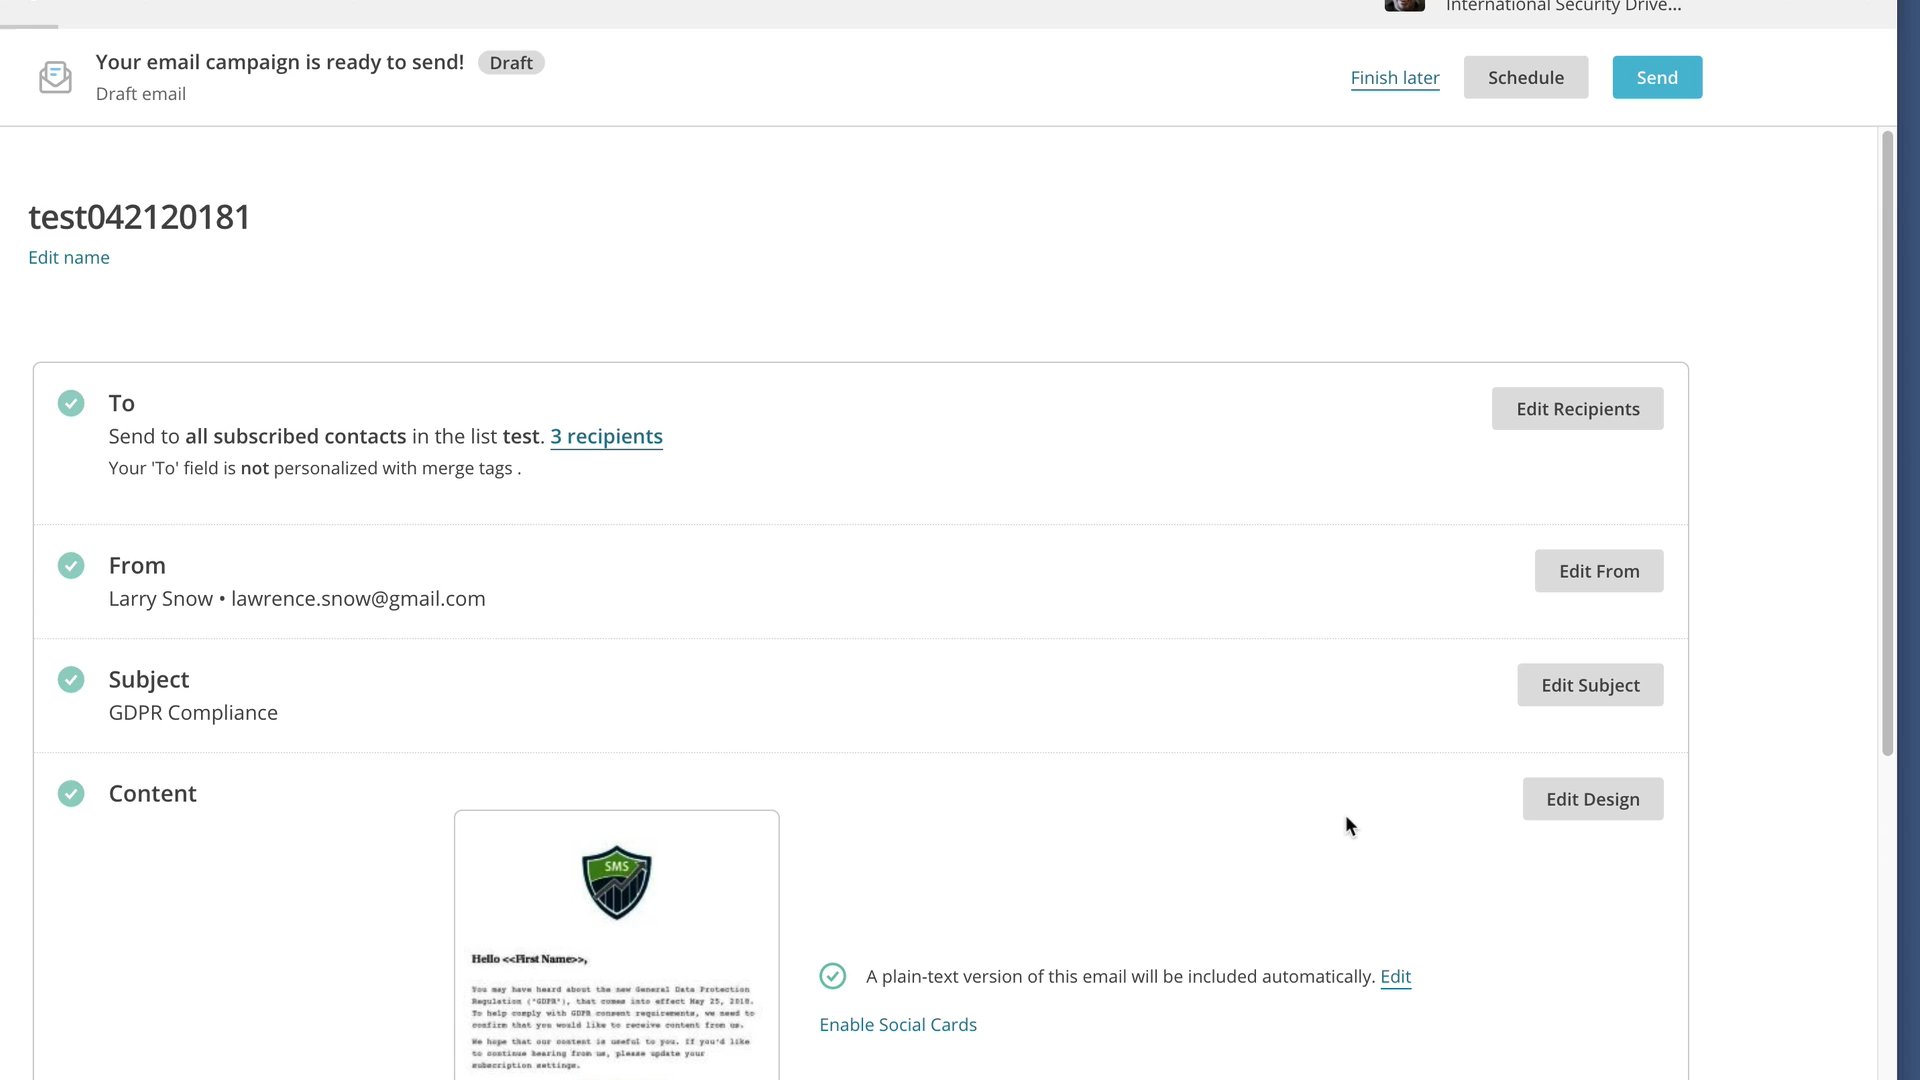 International Security Drive...
Your email campaign is ready to send! Draft
Draft email
Finish later Schedule Send
test042120181
Edit name
To
Edit Recipients
Send to all subscribed contacts in the list test. 3 recipients
Your 'To' field is not personalized with merge tags .
From
Edit From
Larry Snow • lawrence.snow@gmail.com
Subject
Edit Subject
GDPR Compliance
Content
Edit Design
SMS
Hello <<First Name>>,
You may have heard about the new General Data Protection
Regulation ("GDPR"), that comes into effect May 25, 2018.
To help comply with GDPR consent requirements, we need to
confirm that you would like to receive content from us.
We hope that our content is useful to you. If you'd like
to continue hearing from us, please update your
subscription settings.
A plain-text version of this email will be included automatically. Edit
Enable Social Cards